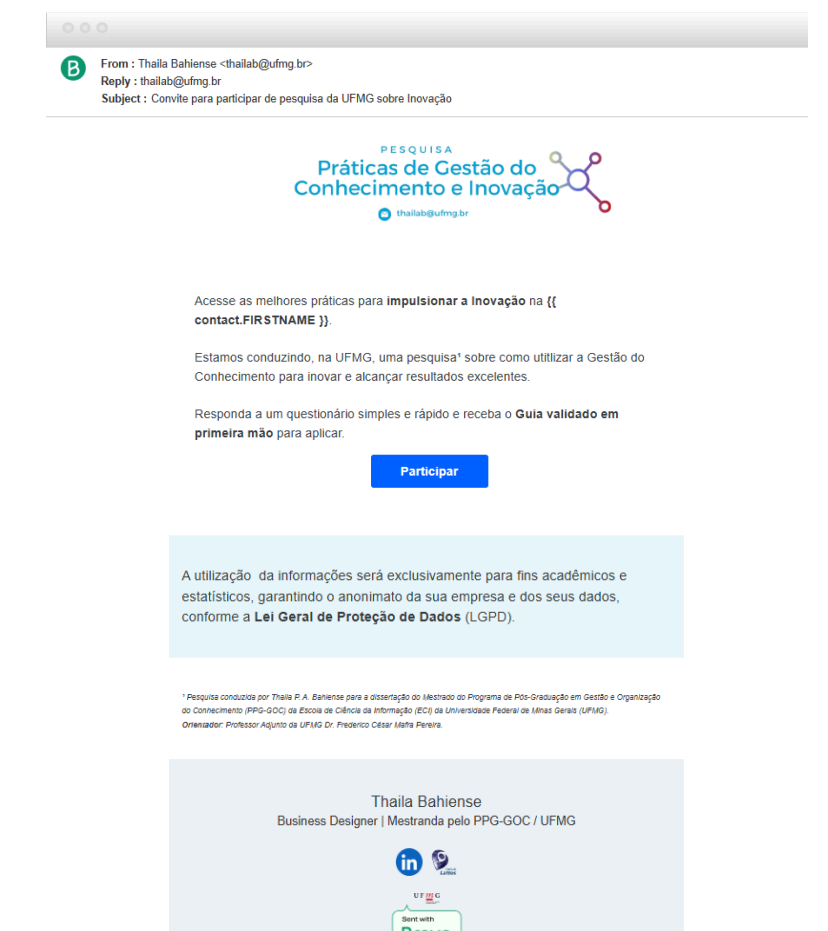 From : Thaila Bahiense <thailab@ufmg.br>
Reply : thailab@ufmg.br
Subject : Convite para participar de pesquisa da UFMG sobre Inovação
PESQUISA
Práticas de Gestão do
Conhecimento e Inovação
thailab@ufmg.br
Acesse as melhores práticas para impulsionar a Inovação na {{
contact.FIRSTNAME }}.
Estamos conduzindo, na UFMG, uma pesquisa¹ sobre como utitlizar a Gestão do
Conhecimento para inovar e alcançar resultados excelentes.
Responda a um questionário simples e rápido e receba o Guia validado em
primeira mão para aplicar.
Participar
A utilização  da informações será exclusivamente para fins acadêmicos e
estatísticos, garantindo o anonimato da sua empresa e dos seus dados,
conforme a Lei Geral de Proteção de Dados (LGPD).
¹ Pesquisa conduzida por Thaila P. A. Bahiense para a dissertação do Mestrado do Programa de Pós-Graduação em Gestão e Organização
do Conhecimento (PPG-GOC) da Escola de Ciência da Informação (ECI) da Universidade Federal de Minas Gerais (UFMG).
Orientador: Professor Adjunto da UFMG Dr. Frederico César Mafra Pereira.
Thaila Bahiense
Business Designer | Mestranda pelo PPG-GOC / UFMG
in
Lattes
UFMG
Sent with